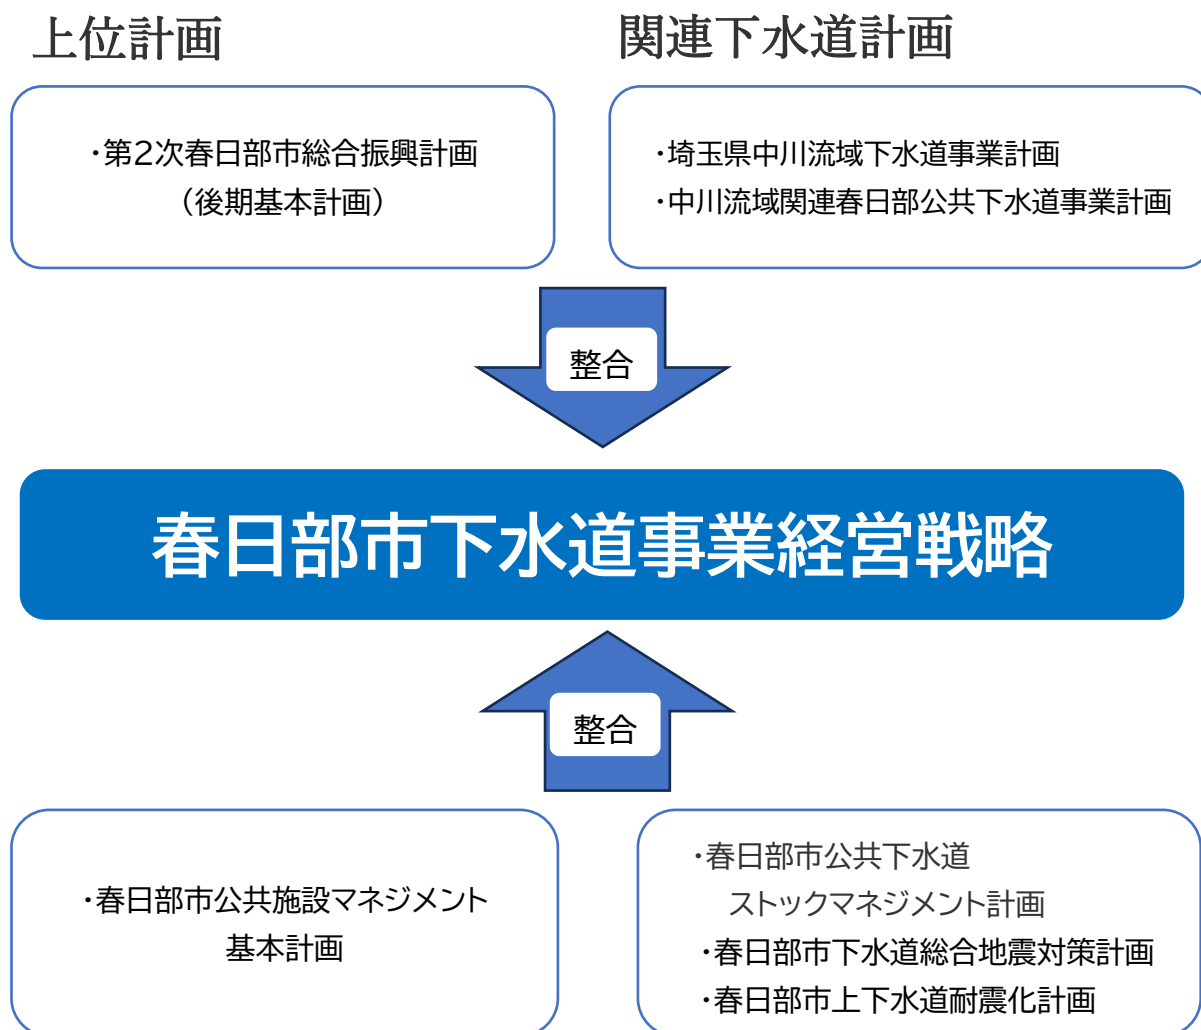 上位計画
関連下水道計画
・第2次春日部市総合振興計画
（後期基本計画）
・埼玉県中川流域下水道事業計画
・中川流域関連春日部公共下水道事業計画
整合
春日部市下水道事業経営戦略
整合
・春日部市公共施設マネジメント
基本計画
・春日部市公共下水道
ストックマネジメント計画
・春日部市下水道総合地震対策計画
・春日部市上下水道耐震化計画